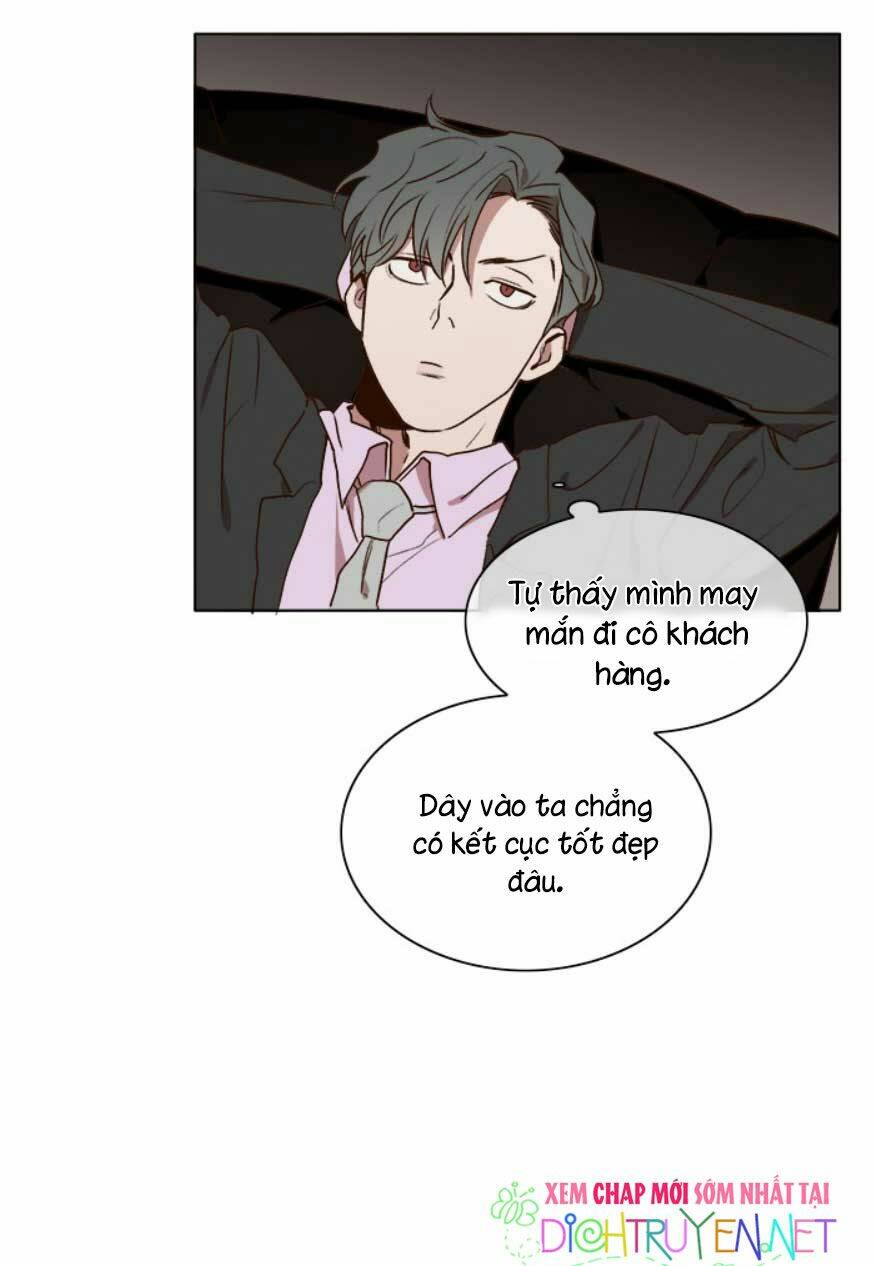 Tự thấy mình may
mắn đi cô khách
hàng.
Dây vào ta chẳng
có kết cục tốt đẹp
đâu.
XEM CHAP MỚI SỚM NHẤT TẠI
DICHTRUYEN.NET